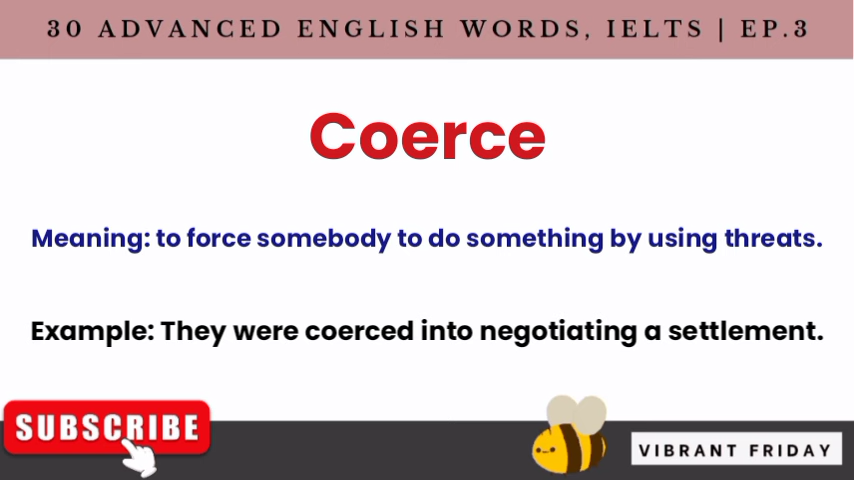 30 ADVANCED ENGLISH WORDS, IELTS | EP.3
Coerce
Meaning: to force somebody to do something by using threats.
Example: They were coerced into negotiating a settlement.
SUBSCRIBE
VIBRANT FRIDAY